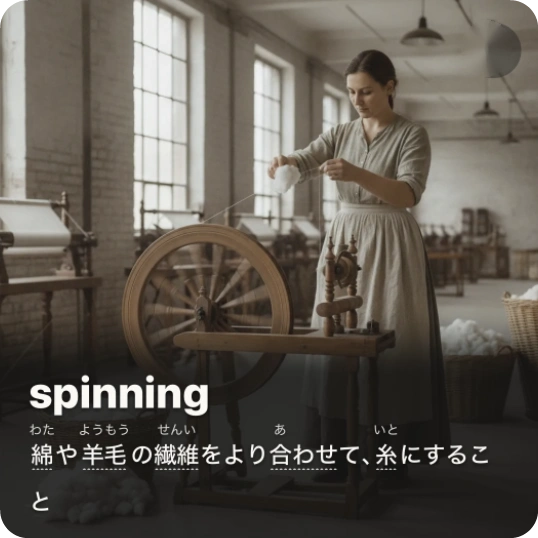 spinning
わた ようもう せんい あ いと
綿や羊毛の繊維をより合わせて、糸にするこ
と